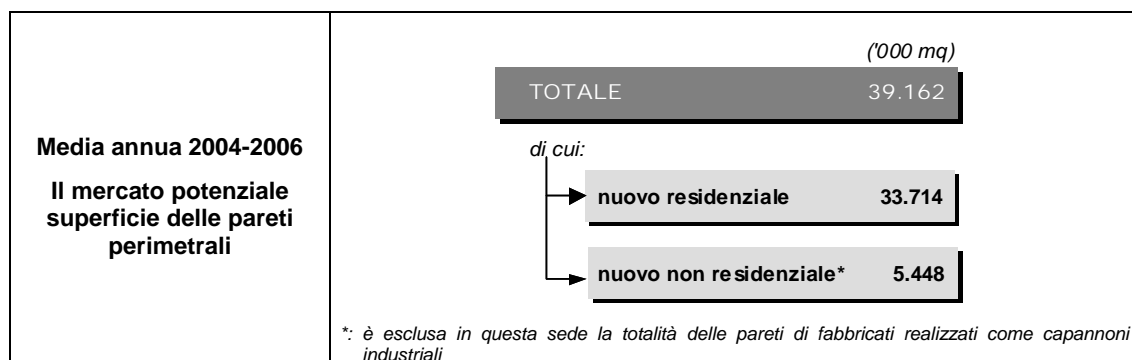 Media annua 2004-2006
Il mercato potenziale
superficie delle pareti
perimetrali
('000 mq)
TOTALE 39.162
di cui:
nuovo residenziale 33.714
nuovo non residenziale* 5.448
*: è esclusa in questa sede la totalità delle pareti di fabbricati realizzati come capannoni
industriali